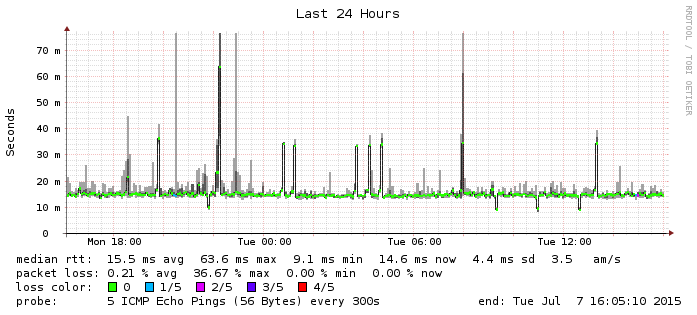 Last 24 Hours
RRDTOOL / TOBI OETIKER
Seconds
70 m
60 m
50 m
40 m
30 m
20 m
10 m
0
Mon 18:00 Tue 00:00 Tue 06:00 Tue 12:00
median rtt: 15.5 ms avg 63.6 ms max 9.1 ms min 14.6 ms now 4.4 ms sd 3.5 am/s
packet loss: 0.21 % avg 36.67 % max 0.00 % min 0.00 % now
loss color: 0 1/5 2/5 3/5 4/5
probe: 5 ICMP Echo Pings (56 Bytes) every 300s end: Tue Jul 7 16:05:10 2015